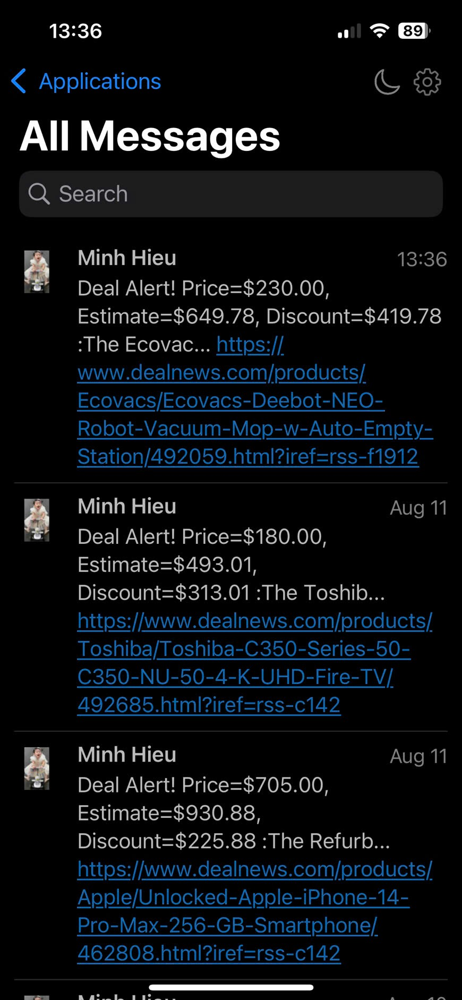 13:36
89
Applications
All Messages
Search
Minh Hieu
13:36
Deal Alert! Price=$230.00,
Estimate=$649.78, Discount=$419.78
:The Ecovac... https://
www.dealnews.com/products/
Ecovacs/Ecovacs-Deebot-NEO-
Robot-Vacuum-Mop-w-Auto-Empty-
Station/492059.html?iref=rss-f1912
Minh Hieu
Aug 11
Deal Alert! Price=$180.00,
Estimate=$493.01,
Discount=$313.01 :The Toshib...
https://www.dealnews.com/products/
Toshiba/Toshiba-C350-Series-50-
C350-NU-50-4-K-UHD-Fire-TV/
492685.html?iref=rss-c142
Minh Hieu
Aug 11
Deal Alert! Price=$705.00,
Estimate=$930.88,
Discount=$225.88 :The Refurb...
https://www.dealnews.com/products/
Apple/Unlocked-Apple-iPhone-14-
Pro-Max-256-GB-Smartphone/
462808.html?iref=rss-c142
Minh Hieu